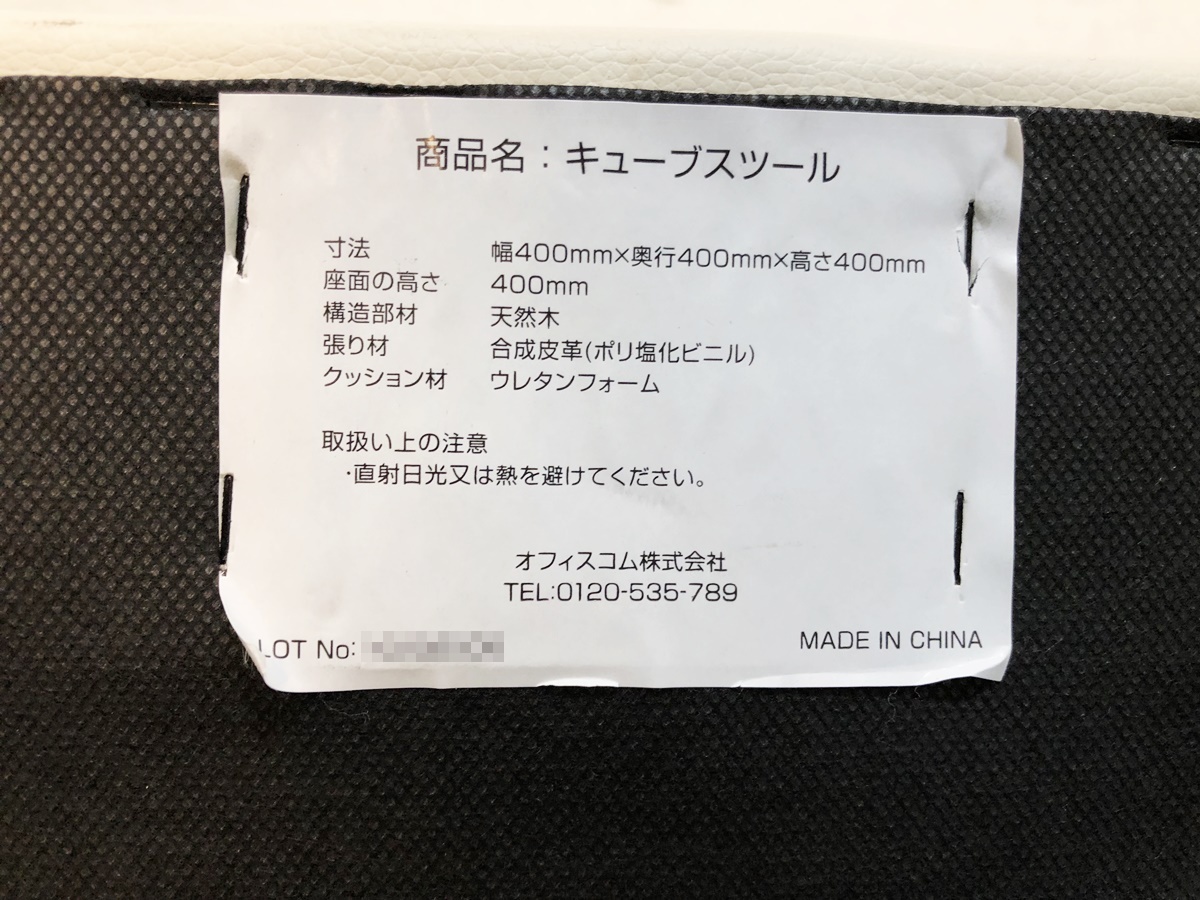 商品名：キューブスツール
寸法 幅400mm×奥行400mm×高さ400mm
座面の高さ 400mm
構造部材 天然木
張り材 合成皮革(ポリ塩化ビニル)
クッション材 ウレタンフォーム
取扱い上の注意
・直射日光又は熱を避けてください。
オフィスコム株式会社
TEL:0120-535-789
LOT No:
MADE IN CHINA